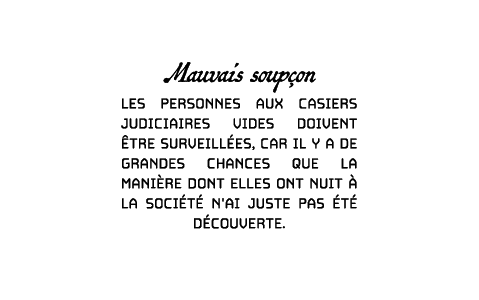 Mauvais soupçon
LES PERSONNES AUX CASIERS
JUDICIAIRES VIDES DOIVENT
ÊTRE SURVEILLÉES, CAR IL Y A DE
GRANDES CHANCES QUE LA
MANIÈRE DONT ELLES ONT NUIT À
LA SOCIÉTÉ N'AI JUSTE PAS ÉTÉ
DÉCOUVERTE.